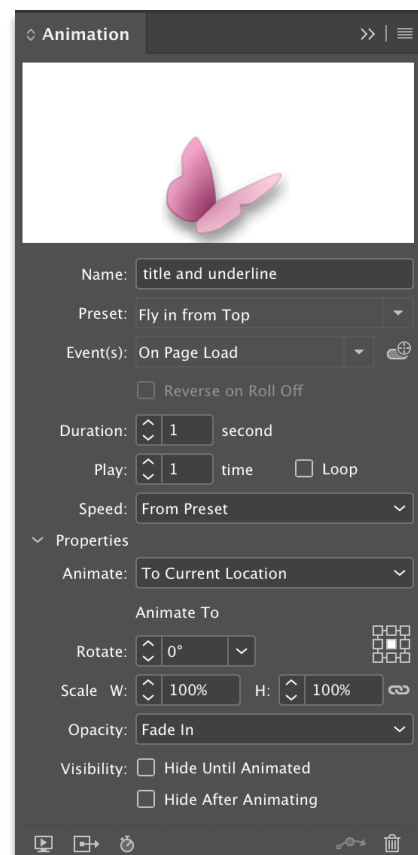 Animation
Name: title and underline
Preset: Fly in from Top
Event(s): On Page Load
Reverse on Roll Off
Duration: 1 second
Play: 1 time Loop
Speed: From Preset
Properties
Animate: To Current Location
Animate To
Rotate: 0°
Scale W: 100% H: 100%
Opacity: Fade In
Visibility: Hide Until Animated
Hide After Animating